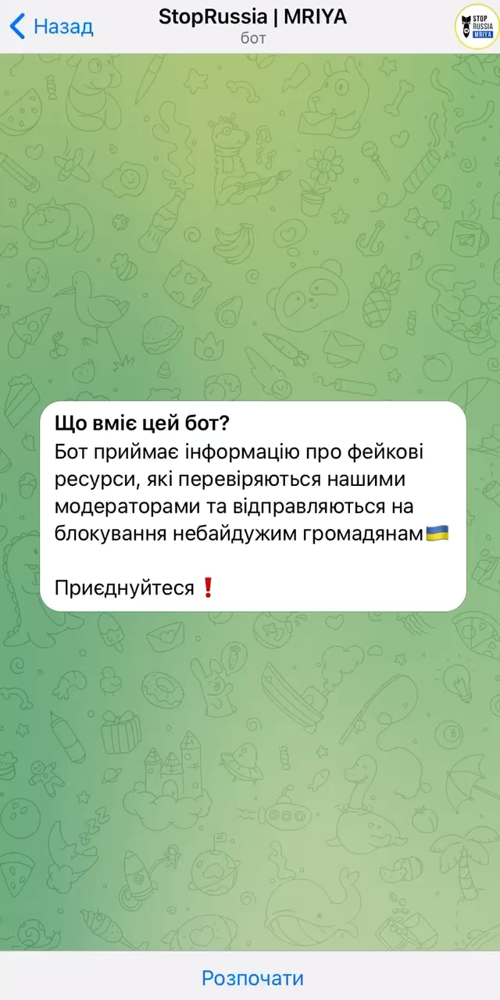 Назад
StopRussia | MRIYA
бот
STOP
RUSSIA
MRIYA
Що вміє цей бот?
Бот приймає інформацію про фейкові
ресурси, які перевіряються нашими
модераторами та відправляються на
блокування небайдужим громадянам🇺🇦
Приєднуйтеся❗
Розпочати